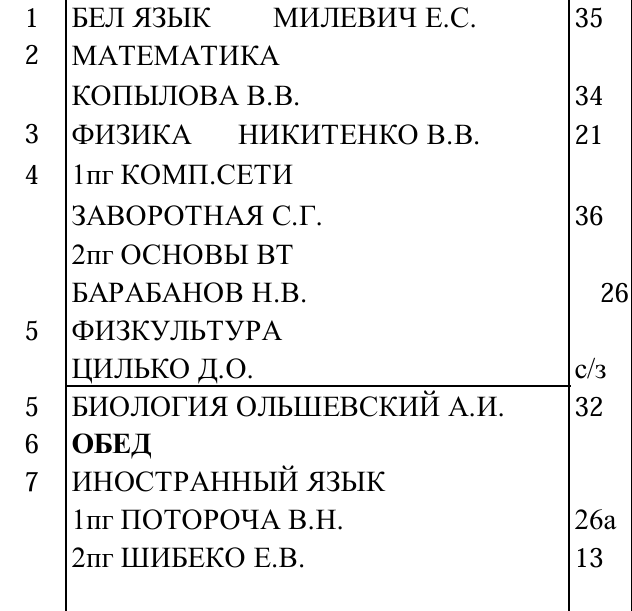 1 БЕЛ ЯЗЫК МИЛЕВИЧ Е.С. 35
2 МАТЕМАТИКА
КОПЫЛОВА В.В. 34
3 ФИЗИКА НИКИТЕНКО В.В. 21
4 1пг КОМП.СЕТИ
ЗАВОРОТНАЯ С.Г. 36
2пг ОСНОВЫ ВТ
БАРАБАНОВ Н.В. 26
5 ФИЗКУЛЬТУРА
ЦИЛЬКО Д.О. с/з
5 БИОЛОГИЯ ОЛЬШЕВСКИЙ А.И. 32
6 ОБЕД
7 ИНОСТРАННЫЙ ЯЗЫК
1пг ПОТОРОЧА В.Н. 26а
2пг ШИБЕКО Е.В. 13